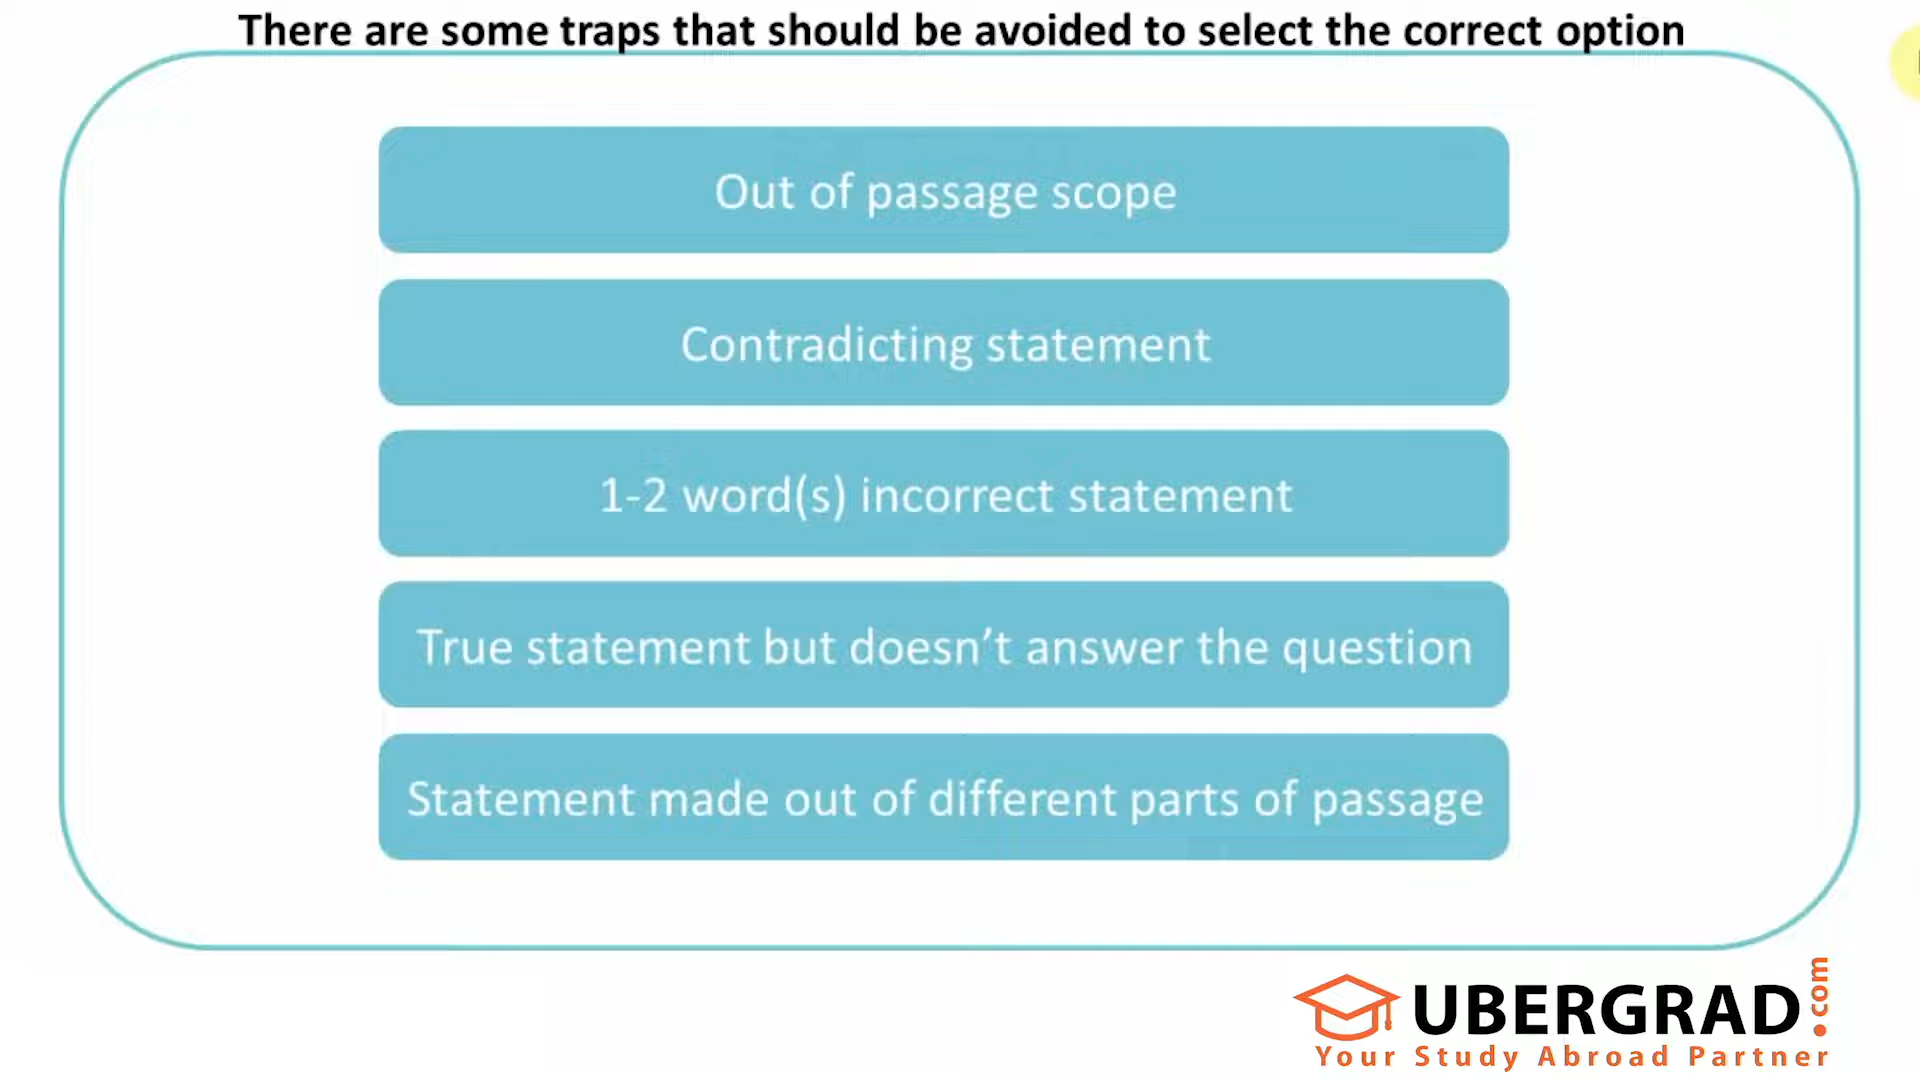 There are some traps that should be avoided to select the correct option
Out of passage scope
Contradicting statement
1-2 word(s) incorrect statement
True statement but doesn’t answer the question
Statement made out of different parts of passage
UBERGRAD.com
Your Study Abroad Partner